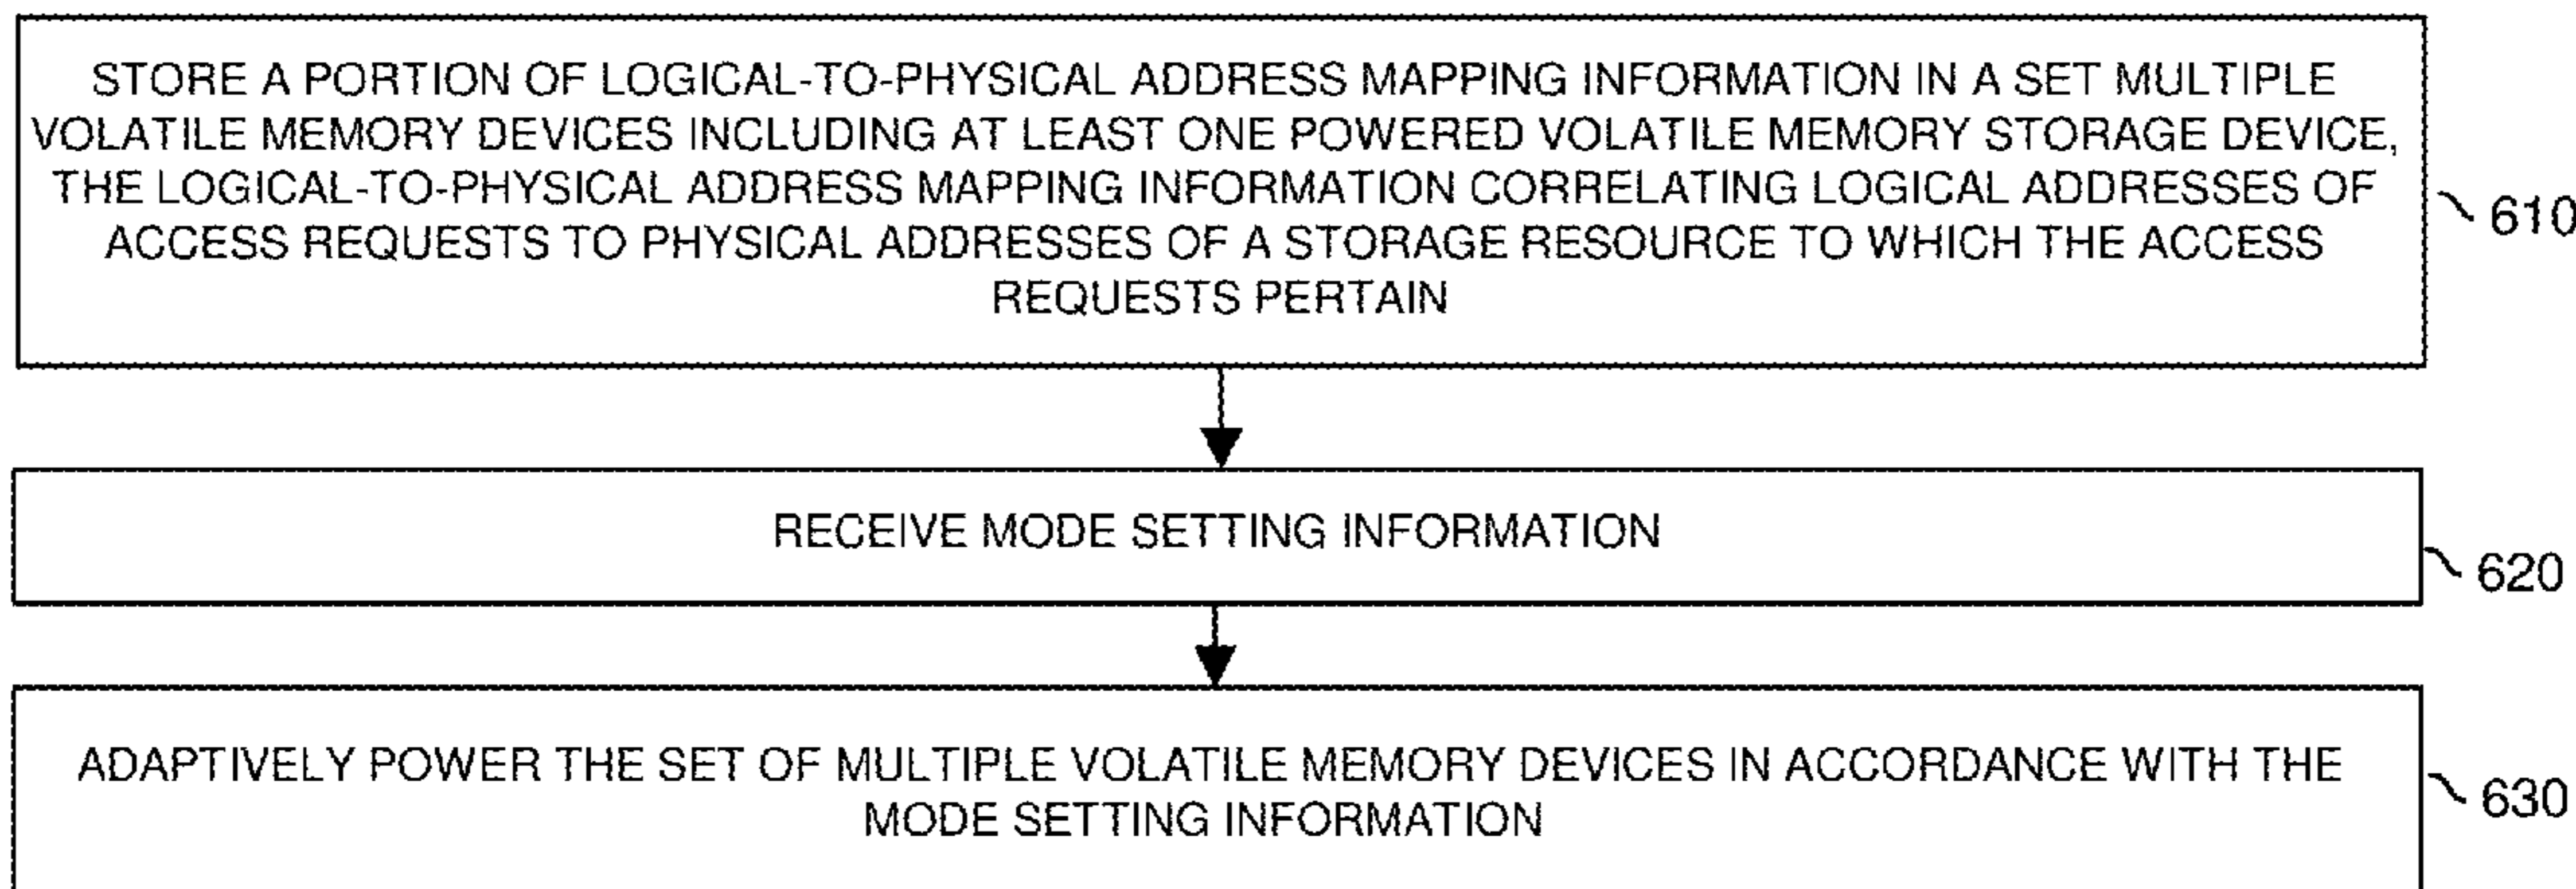 STORE A PORTION OF LOGICAL-TO-PHYSICAL ADDRESS MAPPING INFORMATION IN A SET MULTIPLE
VOLATILE MEMORY DEVICES INCLUDING AT LEAST ONE POWERED VOLATILE MEMORY STORAGE DEVICE,
THE LOGICAL-TO-PHYSICAL ADDRESS MAPPING INFORMATION CORRELATING LOGICAL ADDRESSES OF
ACCESS REQUESTS TO PHYSICAL ADDRESSES OF A STORAGE RESOURCE TO WHICH THE ACCESS
REQUESTS PERTAIN
610
RECEIVE MODE SETTING INFORMATION
620
ADAPTIVELY POWER THE SET OF MULTIPLE VOLATILE MEMORY DEVICES IN ACCORDANCE WITH THE
MODE SETTING INFORMATION
630